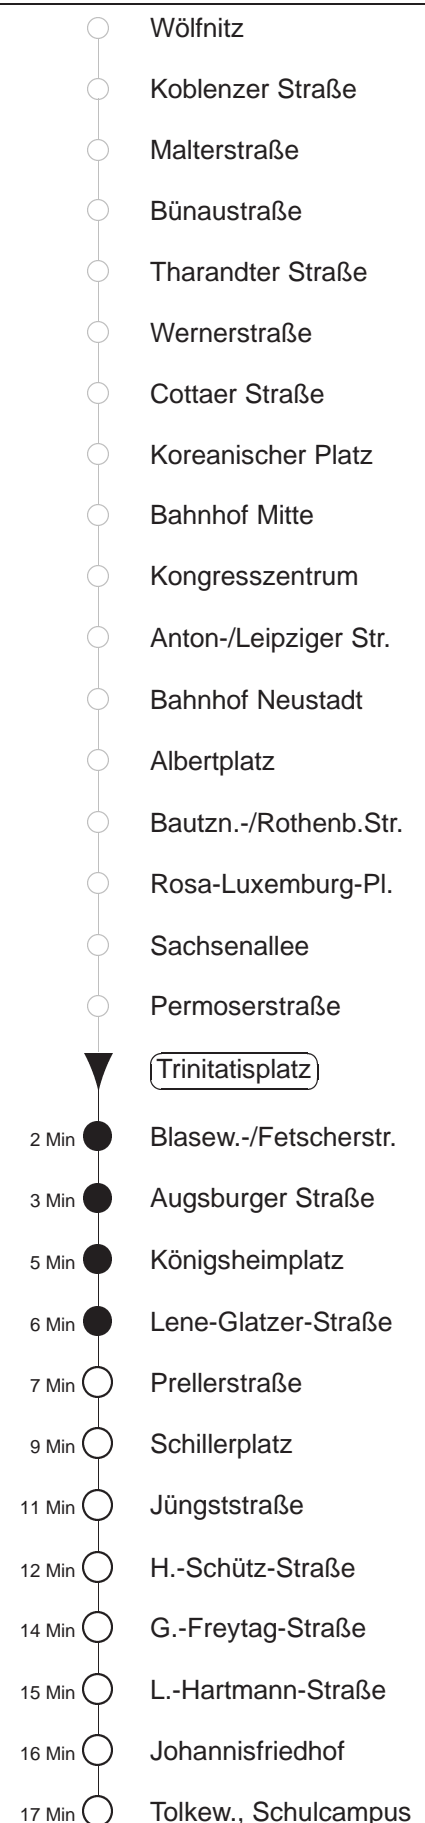 Wölfnitz
Koblenzer Straße
Malterstraße
Bünaustraße
Tharandter Straße
Wernerstraße
Cottaer Straße
Koreanischer Platz
Bahnhof Mitte
Kongresszentrum
Anton-/Leipziger Str.
Bahnhof Neustadt
Albertplatz
Bautzn.-/Rothenb.Str.
Rosa-Luxemburg-Pl.
Sachsenallee
Permoserstraße
Trinitatisplatz
2 Min Blasew.-/Fetscherstr.
3 Min Augsburger Straße
5 Min Königsheimplatz
6 Min Lene-Glatzer-Straße
7 Min Prellerstraße
9 Min Schillerplatz
11 Min Jüngststraße
12 Min H.-Schütz-Straße
14 Min G.-Freytag-Straße
15 Min L.-Hartmann-Straße
16 Min Johannisfriedhof
17 Min Tolkew., Schulcampus